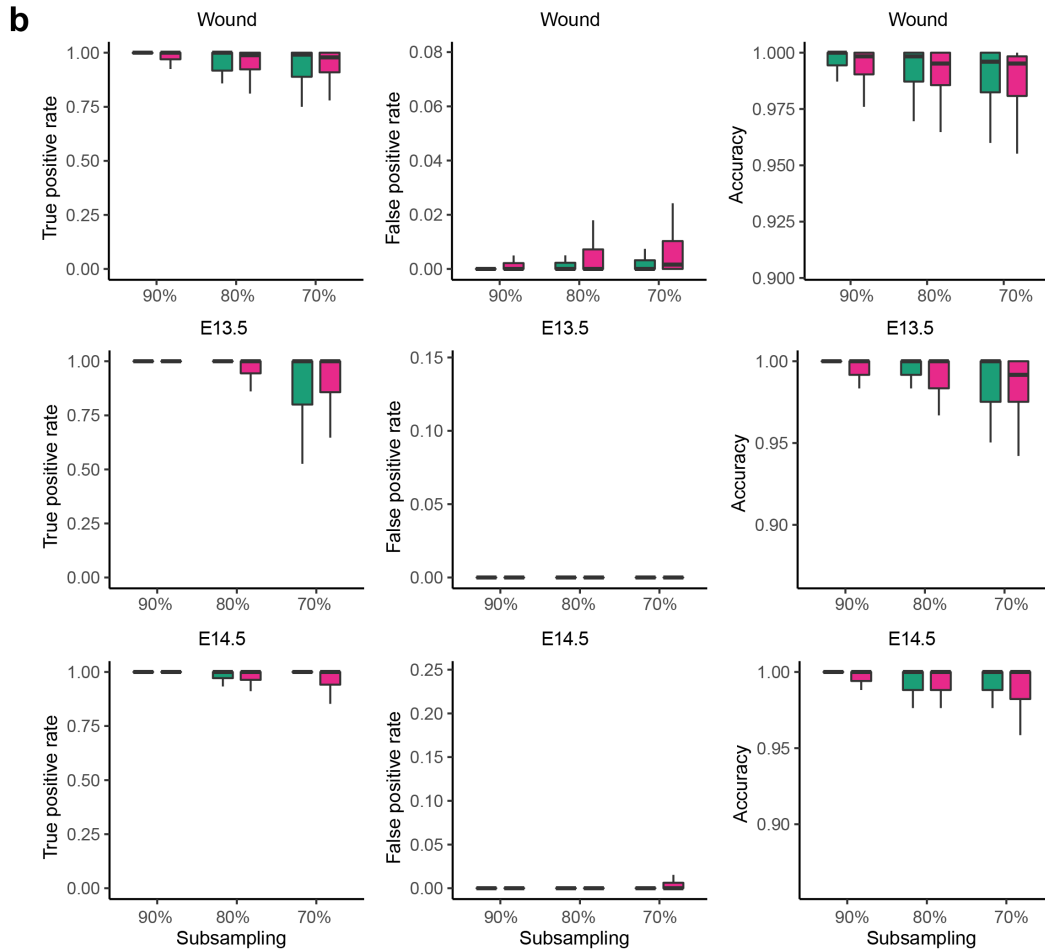 b
Wound
True positive rate
1.00
0.75
0.50
0.25
0.00
90% 80% 70%
Wound
False positive rate
0.08
0.06
0.04
0.02
0.00
90% 80% 70%
Wound
Accuracy
1.000
0.975
0.950
0.925
0.900
90% 80% 70%
E13.5
True positive rate
1.00
0.75
0.50
0.25
0.00
90% 80% 70%
E13.5
False positive rate
0.15
0.10
0.05
0.00
90% 80% 70%
E13.5
Accuracy
1.00
0.95
0.90
90% 80% 70%
E14.5
True positive rate
1.00
0.75
0.50
0.25
0.00
90% 80% 70%
Subsampling
E14.5
False positive rate
0.25
0.20
0.15
0.10
0.05
0.00
90% 80% 70%
Subsampling
E14.5
Accuracy
1.00
0.95
0.90
90% 80% 70%
Subsampling